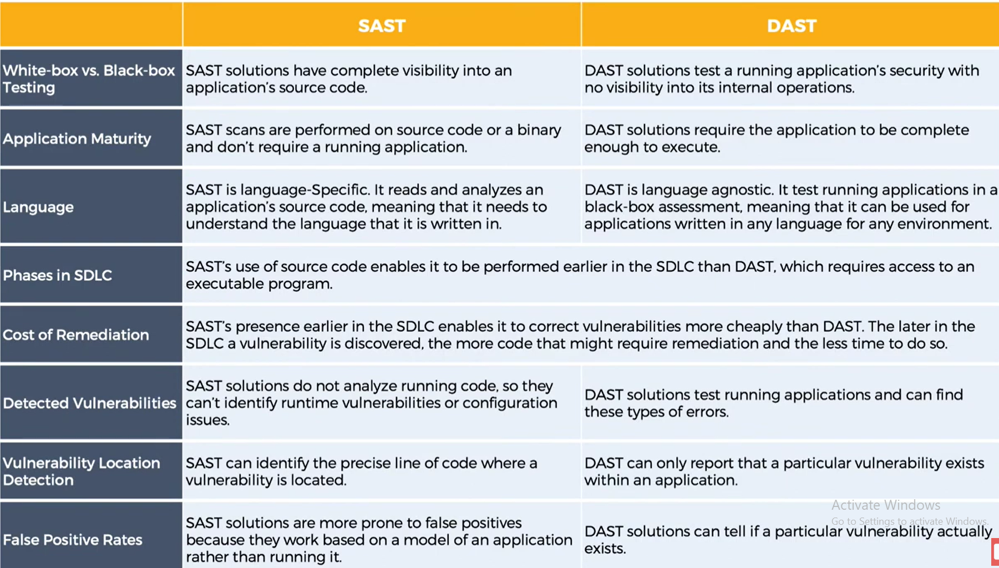 SAST
DAST
White-box vs. Black-box
Testing
SAST solutions have complete visibility into an
application's source code.
DAST solutions test a running application's security with
no visibility into its internal operations.
Application Maturity
SAST scans are performed on source code or a binary
and don't require a running application.
DAST solutions require the application to be complete
enough to execute.
Language
SAST is language-Specific. It reads and analyzes an
application's source code, meaning that it needs to
understand the language that it is written in.
DAST is language agnostic. It test running applications in a
black-box assessment, meaning that it can be used for
applications written in any language for any environment.
Phases in SDLC
SAST's use of source code enables it to be performed earlier in the SDLC than DAST, which requires access to an
executable program.
Cost of Remediation
SAST's presence earlier in the SDLC enables it to correct vulnerabilities more cheaply than DAST. The later in the
SDLC a vulnerability is discovered, the more code that might require remediation and the less time to do so.
Detected Vulnerabilities
SAST solutions do not analyze running code, so they
can't identify runtime vulnerabilities or configuration
issues.
DAST solutions test running applications and can find
these types of errors.
Vulnerability Location
Detection
SAST can identify the precise line of code where a
vulnerability is located.
DAST can only report that a particular vulnerability exists
within an application.
False Positive Rates
SAST solutions are more prone to false positives
because they work based on a model of an application
rather than running it.
DAST solutions can tell if a particular vulnerability actually
exists.
Activate Windows
Go to Settings to activate Windows.